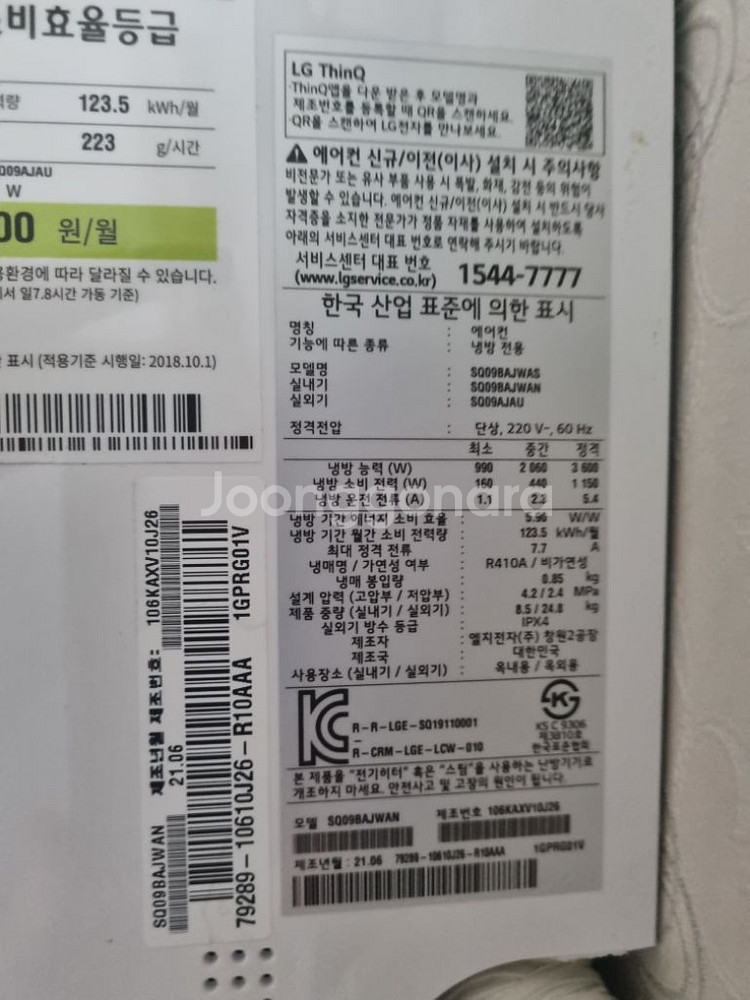 비효율등급
123.5 kWh/월
223 g/시간
Q09AJAU
W
00 원/월
환경에 따라 달라질 수 있습니다.
서 일7.8시간 가동 기준)
표시 (적용기준 시행일: 2018.10.1)
LG ThinQ
·ThinQ앱을 다운 받은 후 모델명과
제조번호를 등록할 때 QR을 스캔하세요.
·QR을 스캔하여 LG전자를 만나보세요.
에어컨 신규/이전(이사) 설치 시 주의사항
비전문가 또는 유사 부품 사용 시 폭발, 화재, 감전 등의 위험이
발생할 수 있습니다. 에어컨 신규/이전(이사) 설치 시 반드시 당사
자격증을 소지한 전문가가 정품 자재를 사용하여 설치하도록
아래의 서비스센터 대표 번호로 연락해 주시기 바랍니다.
서비스센터 대표 번호
(www.lgservice.co.kr) 1544-7777
한국 산업 표준에 의한 표시
명칭 : 에어컨
기능에 따른 종류 : 냉방 전용
모델명 : SQ09BAJWAS
실내기 : SQ09BAJWAN
실외기 : SQ09AJAU
정격전압 : 단상, 220 V~, 60 Hz
최소 중간 정격
냉방 능력 (W) 990 2 060 3 600
냉방 소비 전력 (W) 160 440 1 150
냉방 운전 전류 (A) 1.1 2.3 5.4
냉방 기간 에너지 소비 효율 : 5.96 W/W
냉방 기간 월간 소비 전력량 : 123.5 kWh/월
최대 정격 전류 : 7.7 A
냉매명 / 가연성 여부 : R410A / 비가연성
냉매 봉입량 : 0.85 kg
설계 압력 (고압부 / 저압부) : 4.2 / 2.4 MPa
제품 중량 (실내기 / 실외기) : 8.5 / 24.8 kg
실외기 방수 등급 : IPX4
제조자 : 엘지전자(주) 창원2공장
제조국 : 대한민국
사용장소 (실내기 / 실외기) : 옥내용 / 옥외용
R-R-LGE-SQ19110001
-
R-CRM-LGE-LCW-010
KS C 9306
제3810호
한국표준협회
본 제품을 "전기히터" 혹은 "스팀"을 사용하는 난방기기로
개조하지 마세요. 안전사고 및 고장의 원인이 됩니다.
모델 SQ09BAJWAN 제조번호 106KAXV10J26
제조년월 : 21.06 79289-10610J26-R10AAA 1GPRG01V
SQ09BAJWAN 제조년월 제조번호: 106KAXV10J26
21.06
79289-10610J26-R10AAA 1GPRG01V
Joonggonara